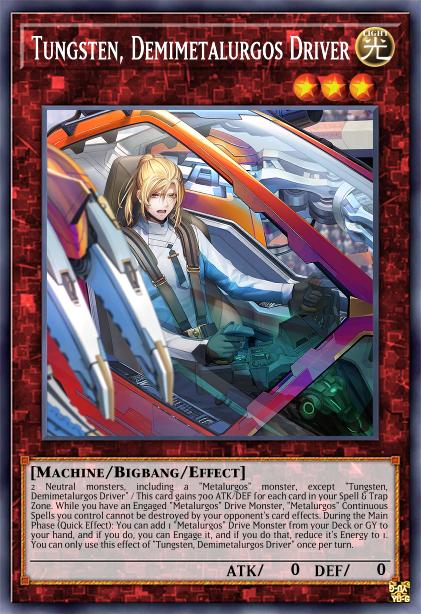 TUNGSTEN, DEMIMETALURGOS DRIVER
LIGHT
光
[MACHINE/BIGBANG/EFFECT]
2 Neutral monsters, including a "Metalurgos" monster, except "Tungsten,
Demimetalurgos Driver" / This card gains 700 ATK/DEF for each card in your Spell & Trap
Zone. While you have an Engaged "Metalurgos" Drive Monster, "Metalurgos" Continuous
Spells you control cannot be destroyed by your opponent's card effects. During the Main
Phase (Quick Effect): You can add 1 "Metalurgos" Drive Monster from your Deck or GY to
your hand, and if you do, you can Engage it, and if you do that, reduce it's Energy to 1.
You can only use this effect of "Tungsten, Demimetalurgos Driver" once per turn.
ATK/ 0 DEF/ 0